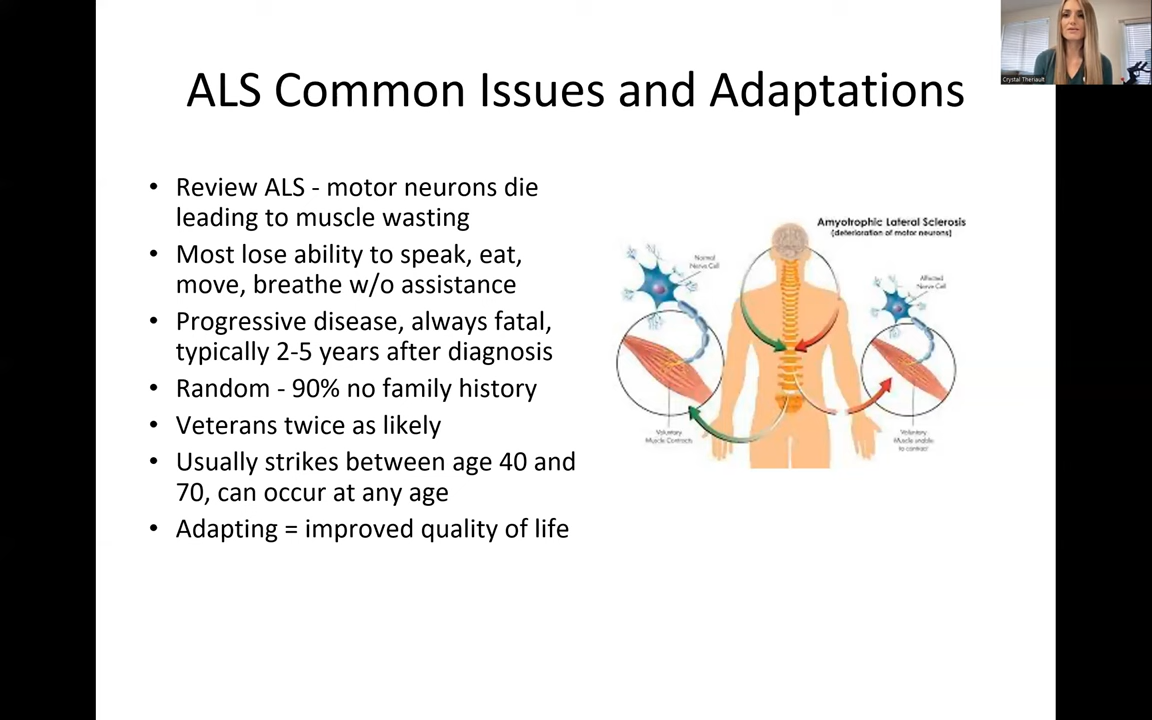 Crystal Theriault
ALS Common Issues and Adaptations
• Review ALS - motor neurons die
leading to muscle wasting
• Most lose ability to speak, eat,
move, breathe w/o assistance
• Progressive disease, always fatal,
typically 2-5 years after diagnosis
• Random - 90% no family history
• Veterans twice as likely
• Usually strikes between age 40 and
70, can occur at any age
• Adapting = improved quality of life
Amyotrophic Lateral Sclerosis
(deterioration of motor neurons)
Normal
Nerve Cell
Affected
Nerve Cell
Voluntary
Muscle Contracts
Voluntary
Muscle unable
to contract